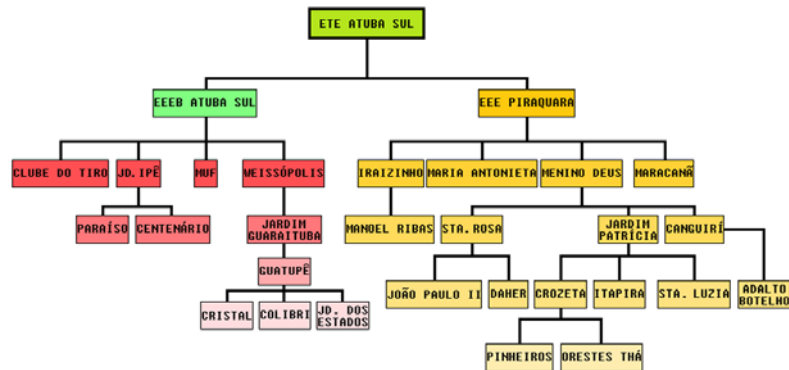 ETE ATUBA SUL
EEEB ATUBA SUL
EEE PIRAQUARA
CLUBE DO TIRO
JD.IPÊ
MUF
WEISSÓPOLIS
IRAIZINHO
MARIA ANTONIETA
MENINO DEUS
MARACANÃ
PARAÍSO
CENTENÁRIO
JARDIM
GUARAITUBA
MANOEL RIBAS
STA.ROSA
JARDIM
PATRÍCIA
CANGUIRÍ
GUATUPÊ
JOÃO PAULO II
DAHER
CROZETA
ITAPIRA
STA. LUZIA
ADALTO
BOTELHO
CRISTAL
COLIBRI
JD. DOS
ESTADOS
PINHEIROS
ORESTES THÁ